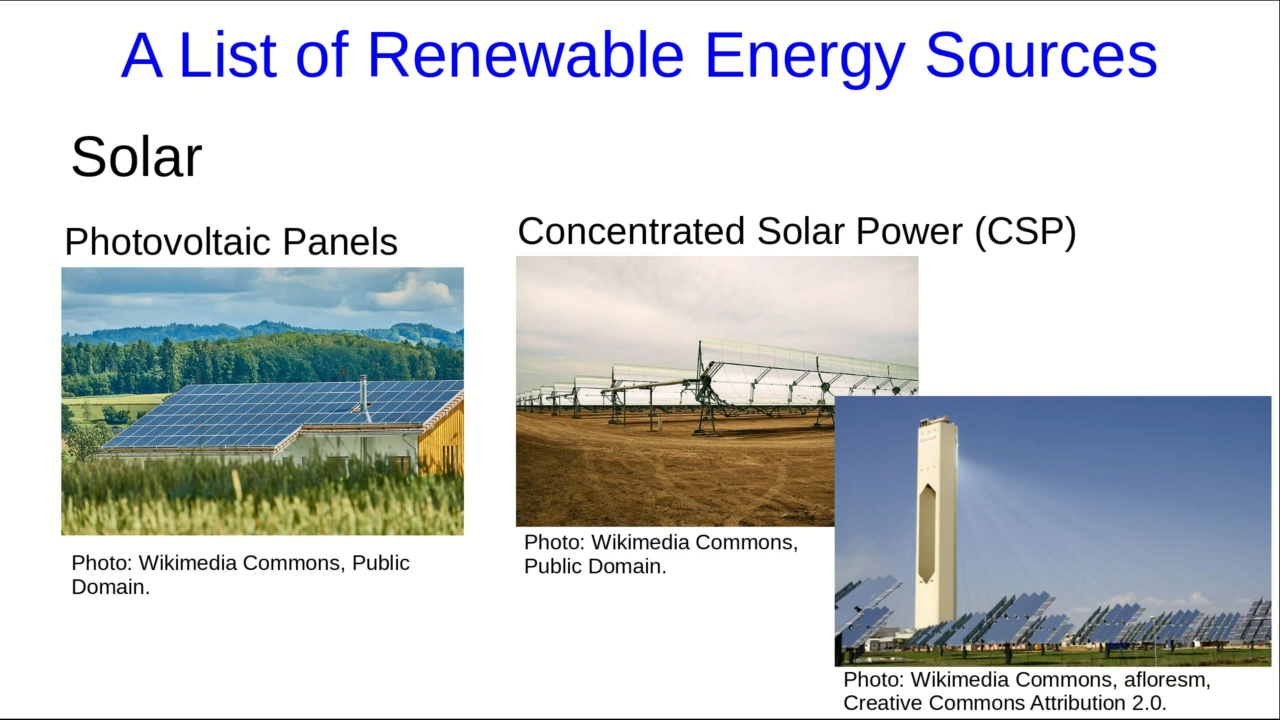 A List of Renewable Energy Sources
Solar
Photovoltaic Panels
Concentrated Solar Power (CSP)
Photo: Wikimedia Commons, Public
Domain.
Photo: Wikimedia Commons,
Public Domain.
Photo: Wikimedia Commons, afloresm,
Creative Commons Attribution 2.0.